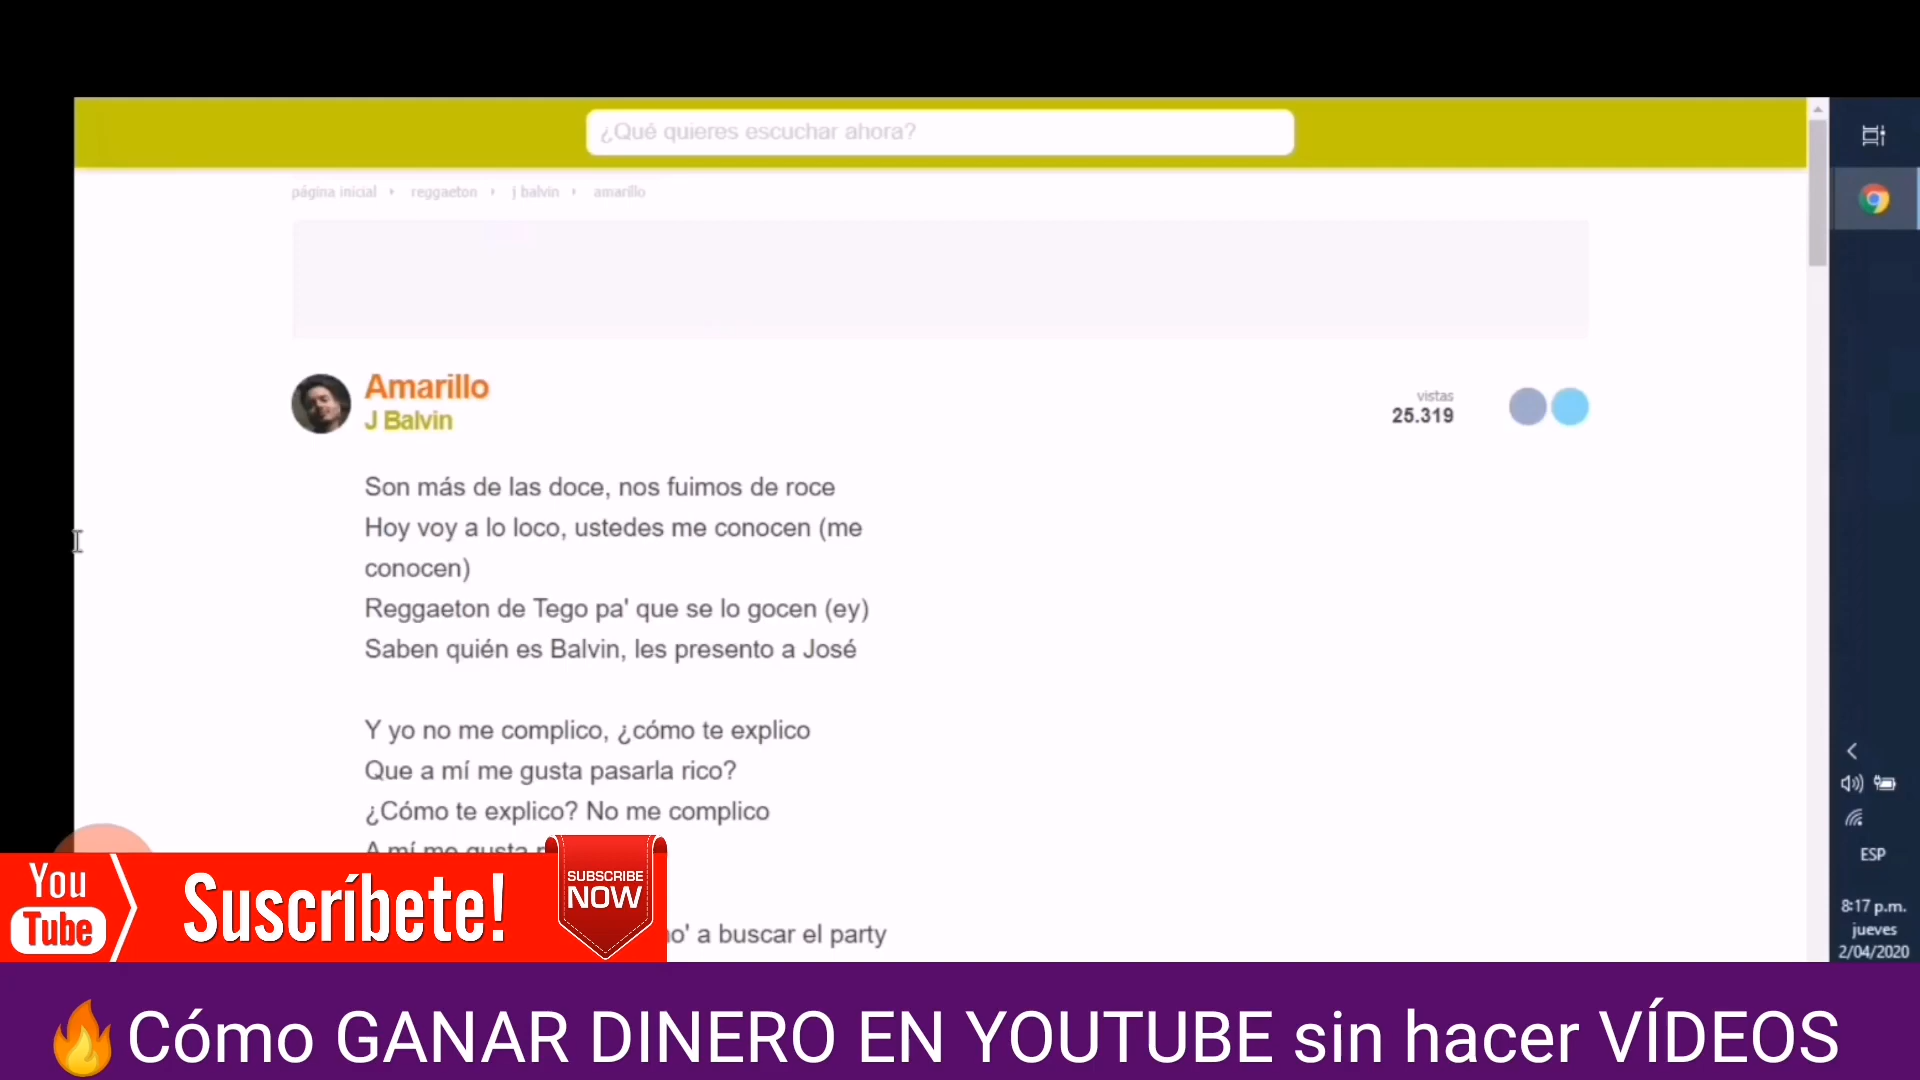 ¿Qué quieres escuchar ahora?
página inicial
reggaeton
j balvin
amarillo
Amarillo
J Balvin
vistas
25.319
Son más de las doce, nos fuimos de roce
Hoy voy a lo loco, ustedes me conocen (me
conocen)
Reggaeton de Tego pa' que se lo gocen (ey)
Saben quién es Balvin, les presento a José
Y yo no me complico, ¿cómo te explico
Que a mí me gusta pasarla rico?
¿Cómo te explico? No me complico
A mí me gusta
a buscar el party
You
Tube
Suscríbete!
SUBSCRIBE
NOW
ESP
8:17 p.m.
jueves
2/04/2020
🔥Cómo GANAR DINERO EN YOUTUBE sin hacer VÍDEOS